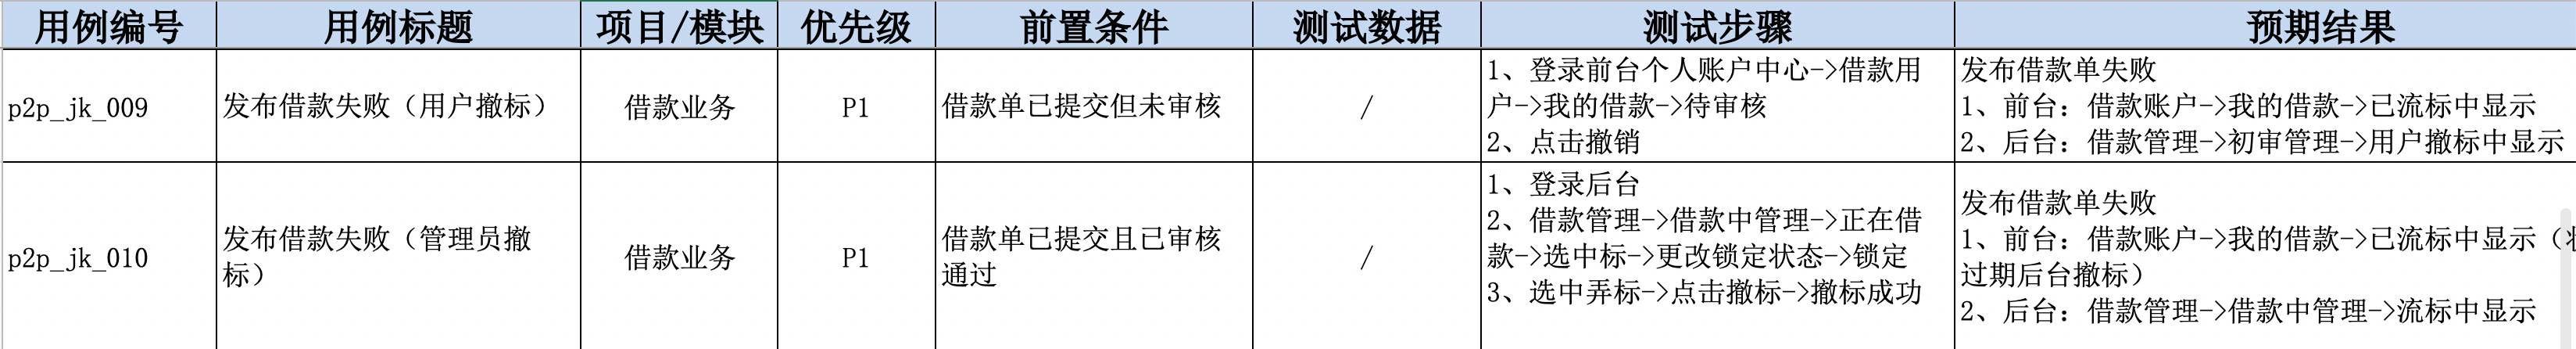 用例编号
用例标题
项目/模块
优先级
前置条件
测试数据
测试步骤
预期结果
p2p_jk_009
发布借款失败（用户撤标）
借款业务
P1
借款单已提交但未审核
/
1、登录前台个人账户中心->借款用
户->我的借款->待审核
2、点击撤销
发布借款单失败
1、前台：借款账户->我的借款->已流标中显示
2、后台：借款管理->初审管理->用户撤标中显示
p2p_jk_010
发布借款失败（管理员撤
标）
借款业务
P1
借款单已提交且已审核
通过
/
1、登录后台
2、借款管理->借款中管理->正在借
款->选中标->更改锁定状态->锁定
3、选中弄标->点击撤标->撤标成功
发布借款单失败
1、前台：借款账户->我的借款->已流标中显示（
过期后台撤标）
2、后台：借款管理->借款中管理->流标中显示